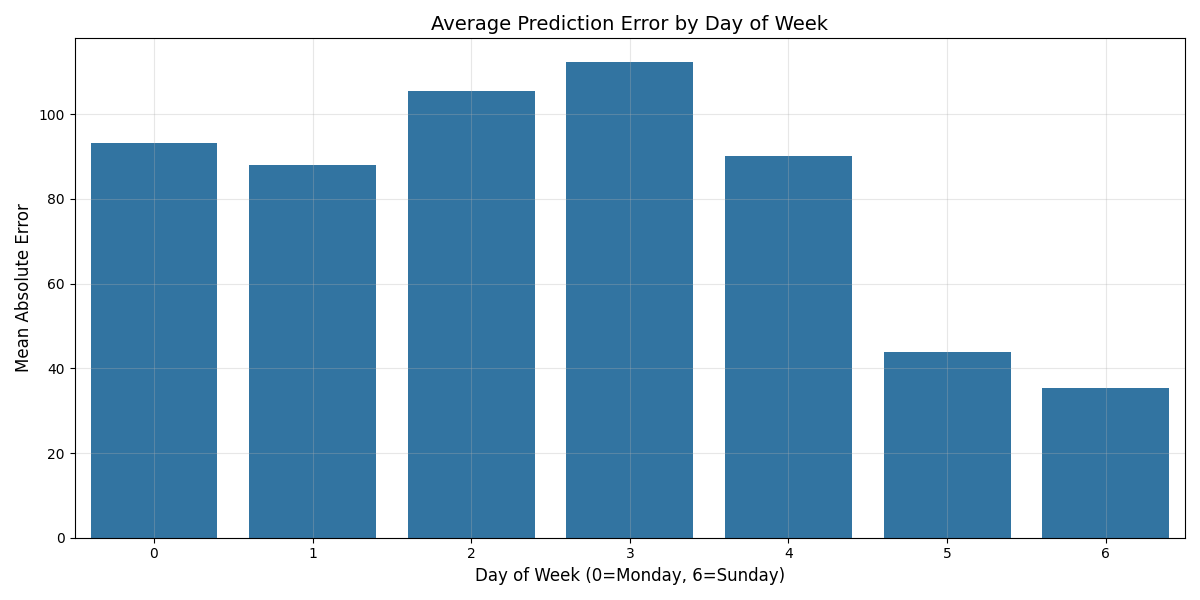 Average Prediction Error by Day of Week
Mean Absolute Error
100
80
60
40
20
0
0 1 2 3 4 5 6
Day of Week (0=Monday, 6=Sunday)